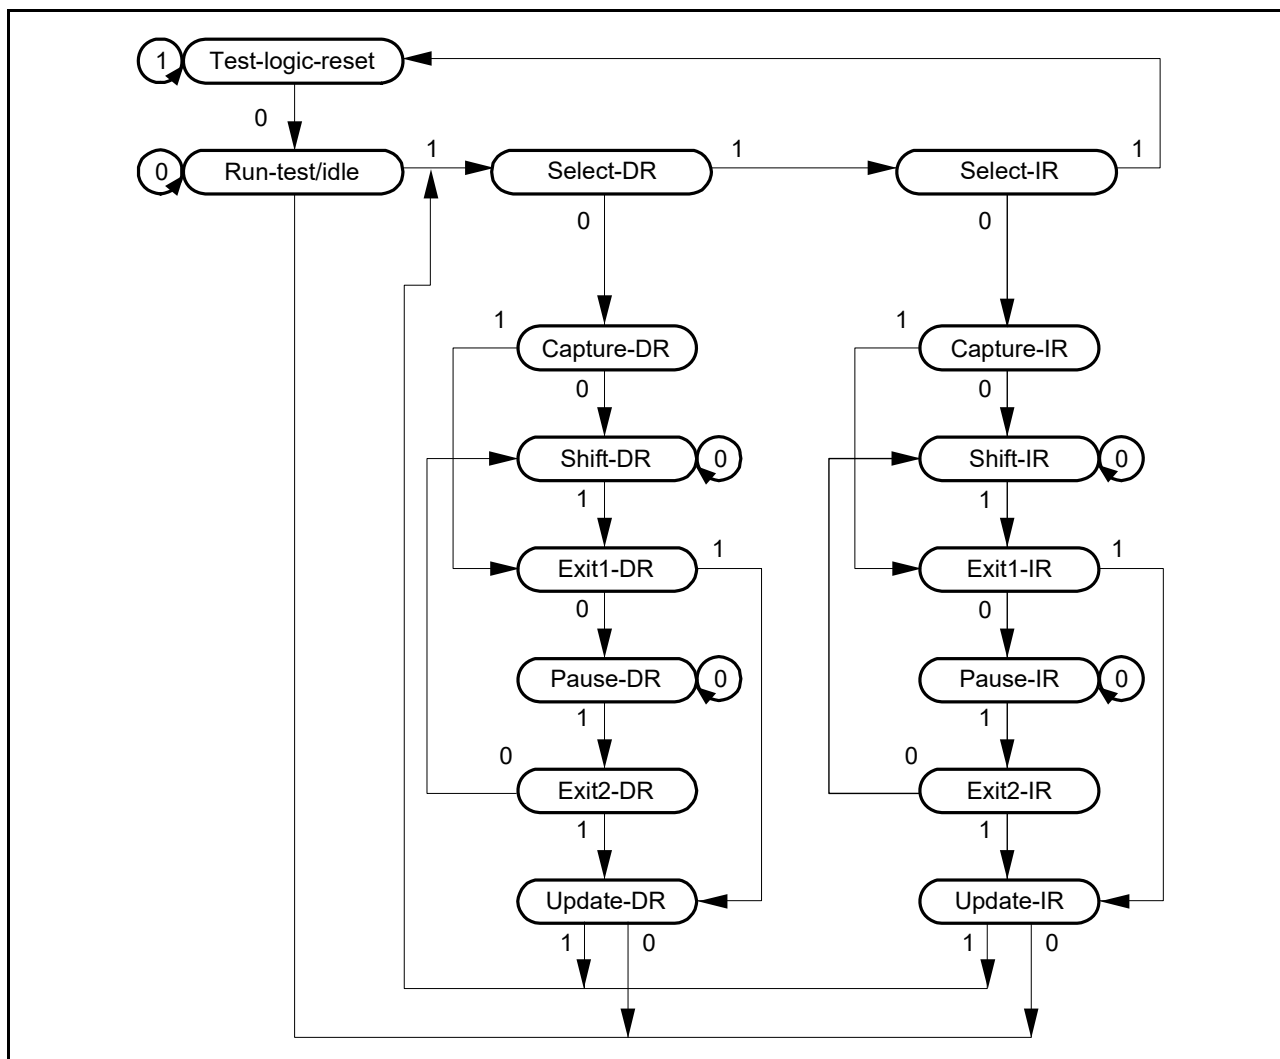 1 Test-logic-reset
0
0 Run-test/idle 1 Select-DR 1 Select-IR 1
0 0
1 1
Capture-DR Capture-IR
0 0
Shift-DR 0 Shift-IR 0
1 1
1 1
Exit1-DR Exit1-IR
0 0
Pause-DR 0 Pause-IR 0
1 1
0 0
Exit2-DR Exit2-IR
1 1
Update-DR Update-IR
1 0 1 0